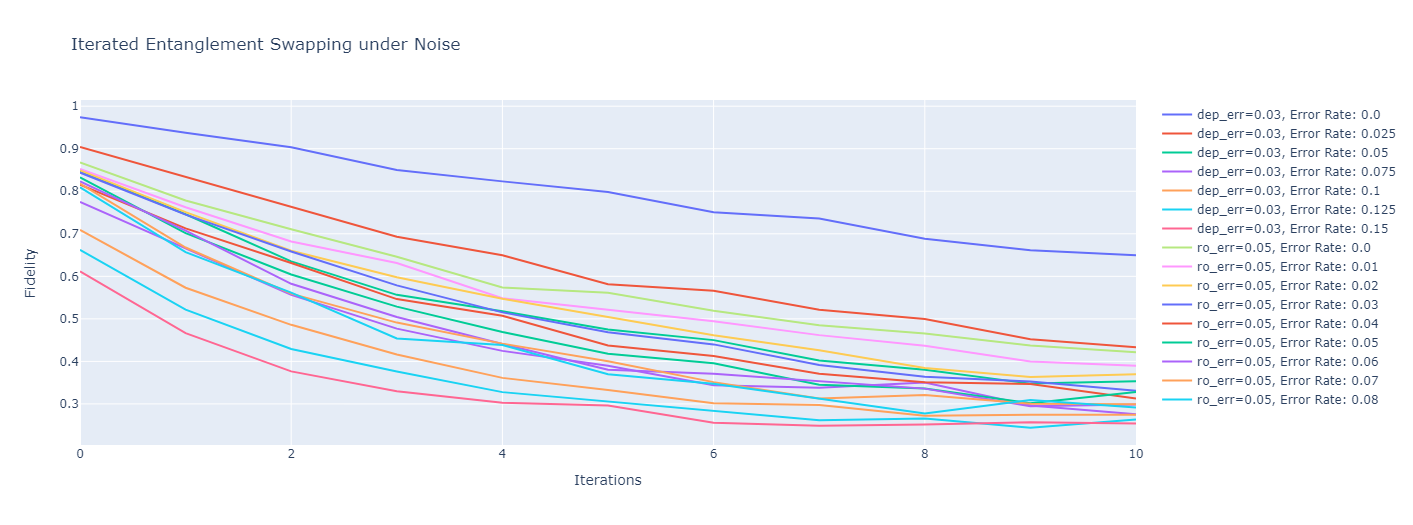 Iterated Entanglement Swapping under Noise
1
0.9
0.8
0.7
0.6
0.5
0.4
0.3
Fidelity
0
2
4
6
8
10
Iterations
dep_err=0.03, Error Rate: 0.0
dep_err=0.03, Error Rate: 0.025
dep_err=0.03, Error Rate: 0.05
dep_err=0.03, Error Rate: 0.075
dep_err=0.03, Error Rate: 0.1
dep_err=0.03, Error Rate: 0.125
dep_err=0.03, Error Rate: 0.15
ro_err=0.05, Error Rate: 0.0
ro_err=0.05, Error Rate: 0.01
ro_err=0.05, Error Rate: 0.02
ro_err=0.05, Error Rate: 0.03
ro_err=0.05, Error Rate: 0.04
ro_err=0.05, Error Rate: 0.05
ro_err=0.05, Error Rate: 0.06
ro_err=0.05, Error Rate: 0.07
ro_err=0.05, Error Rate: 0.08